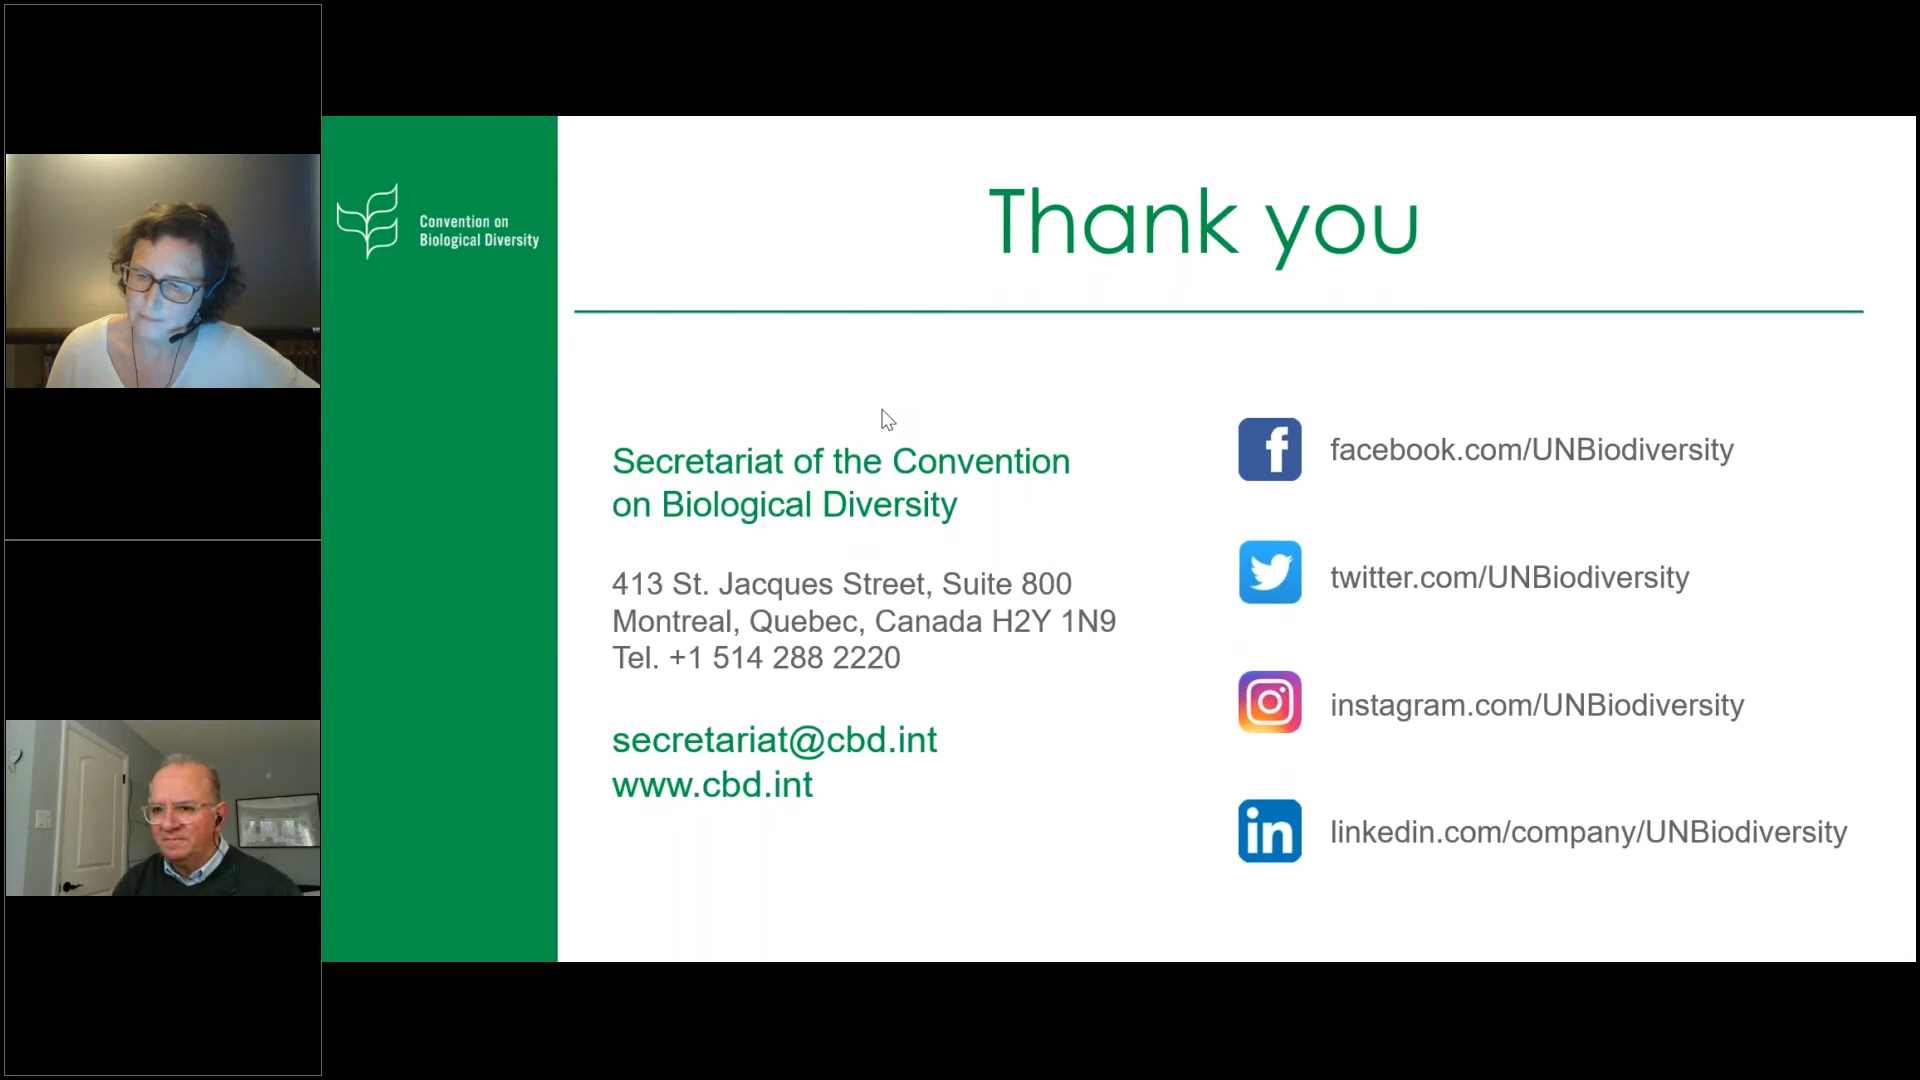 Convention on
Biological Diversity
Thank you
Secretariat of the Convention
on Biological Diversity
413 St. Jacques Street, Suite 800
Montreal, Quebec, Canada H2Y 1N9
Tel. +1 514 288 2220
secretariat@cbd.int
www.cbd.int
facebook.com/UNBiodiversity
twitter.com/UNBiodiversity
instagram.com/UNBiodiversity
linkedin.com/company/UNBiodiversity